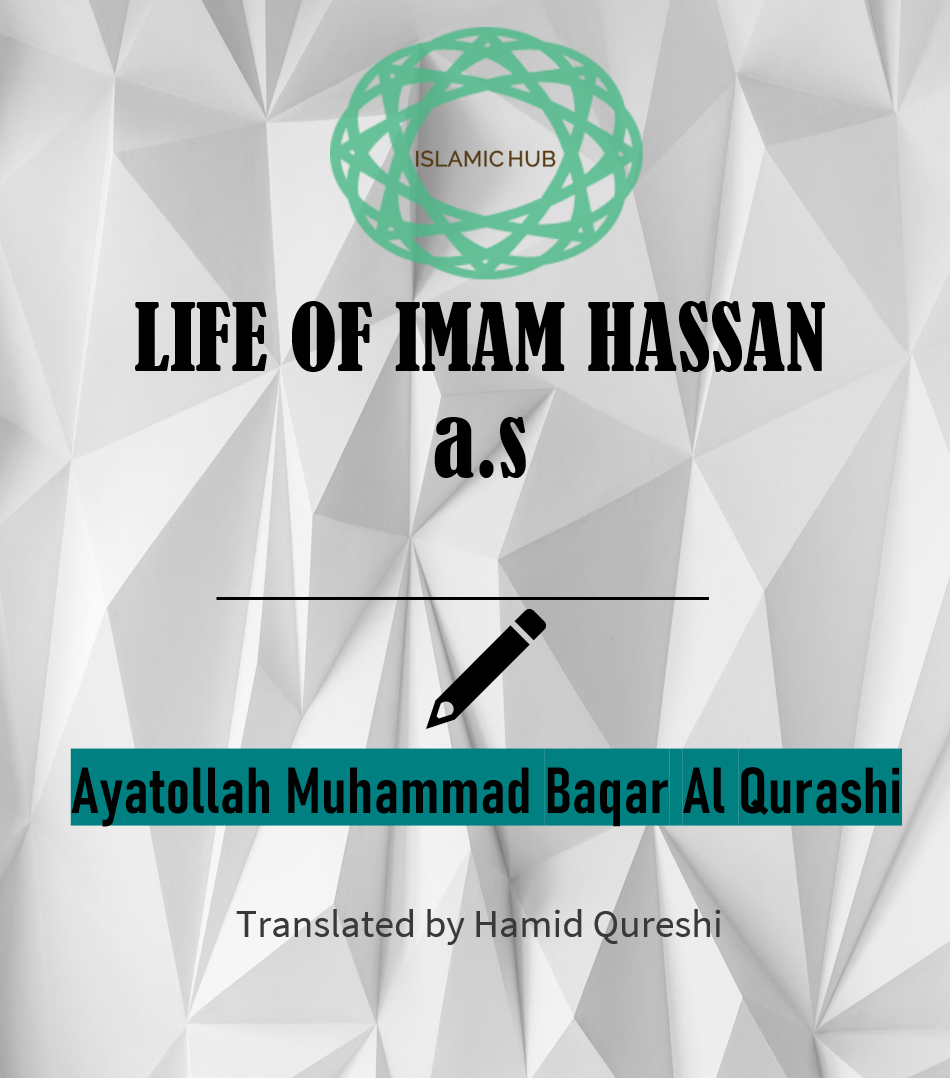 ISLAMIC HUB
LIFE OF IMAM HASSAN
a.s
Ayatollah Muhammad Baqar Al Qurashi
Translated by Hamid Qureshi